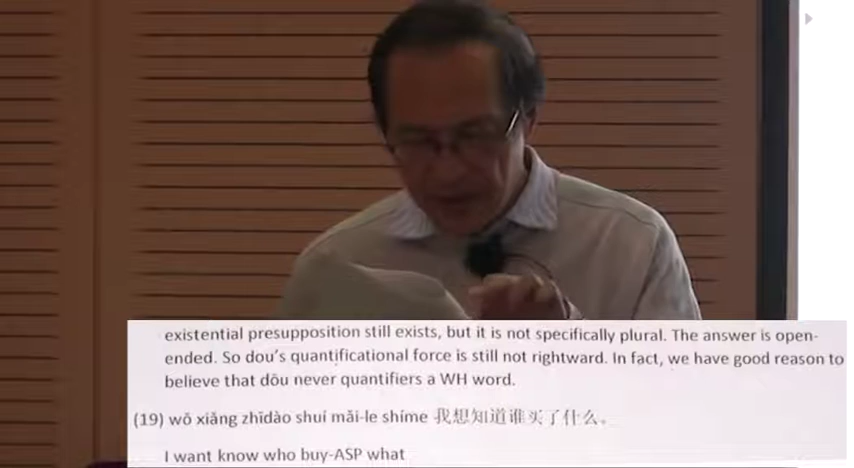 existential presupposition still exists, but it is not specifically plural. The answer is open-
ended. So dou's quantificational force is still not rightward. In fact, we have good reason to
believe that dōu never quantifiers a WH word.
(19) wǒ xiǎng zhīdào shuí mǎi-le shíme 我想知道谁买了什么。
I want know who buy-ASP what